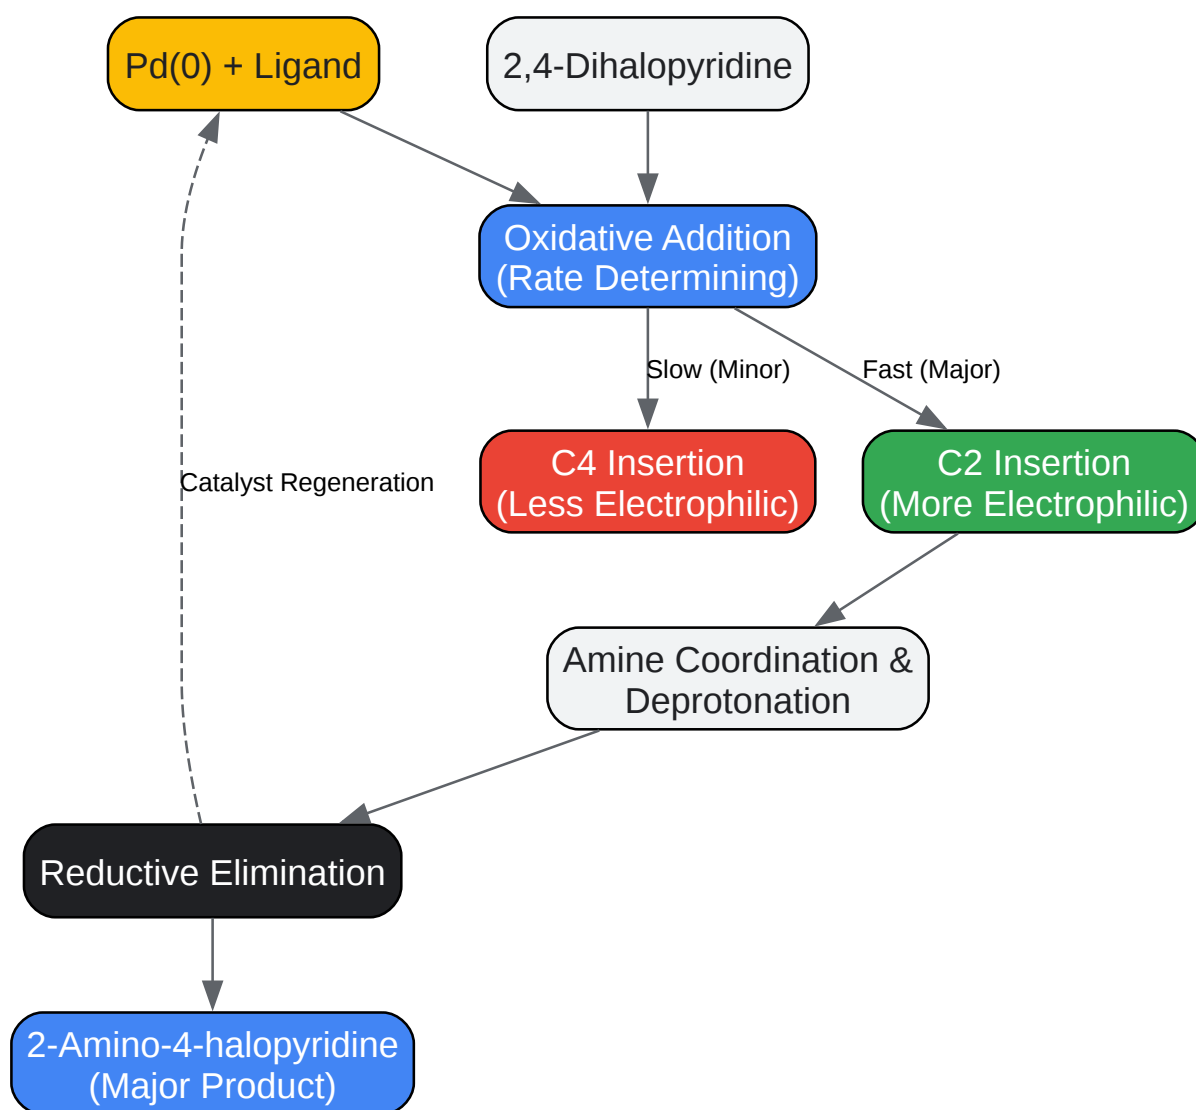 Pd(0) + Ligand
2,4-Dihalopyridine
Oxidative Addition
(Rate Determining)
Slow (Minor)
Fast (Major)
C4 Insertion
(Less Electrophilic)
C2 Insertion
(More Electrophilic)
Catalyst Regeneration
Amine Coordination &
Deprotonation
Reductive Elimination
2-Amino-4-halopyridine
(Major Product)